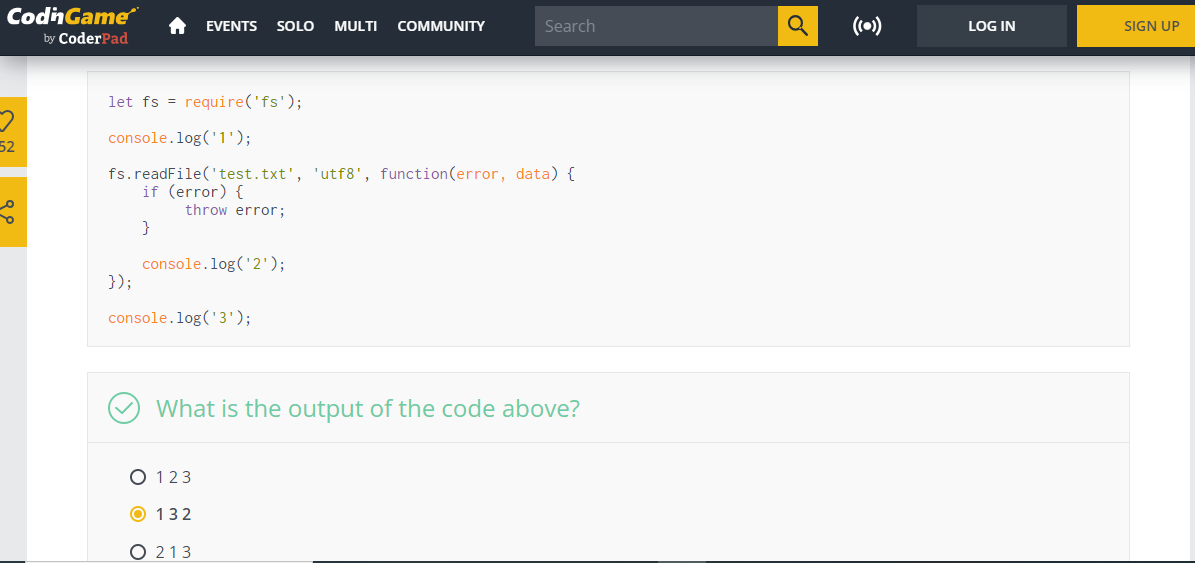 CodinGame
by CoderPad
EVENTS SOLO MULTI COMMUNITY
Search
LOG IN
SIGN UP
52
let fs = require('fs');
console.log('1');
fs.readFile('test.txt', 'utf8', function(error, data) {
if (error) {
throw error;
}
console.log('2');
});
console.log('3');
What is the output of the code above?
1 2 3
1 3 2
2 1 3